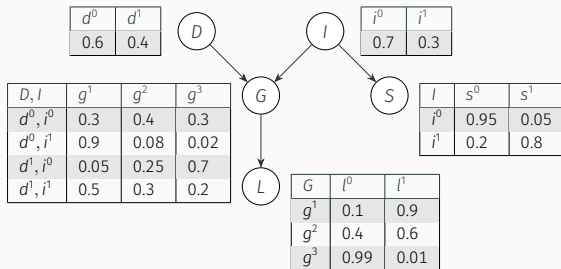 d⁰ d¹
0.6 0.4
D
I
i⁰ i¹
0.7 0.3
D, I g¹ g² g³
d⁰, i⁰ 0.3 0.4 0.3
d⁰, i¹ 0.9 0.08 0.02
d¹, i⁰ 0.05 0.25 0.7
d¹, i¹ 0.5 0.3 0.2
G
S
I s⁰ s¹
i⁰ 0.95 0.05
i¹ 0.2 0.8
L
G l⁰ l¹
g¹ 0.1 0.9
g² 0.4 0.6
g³ 0.99 0.01